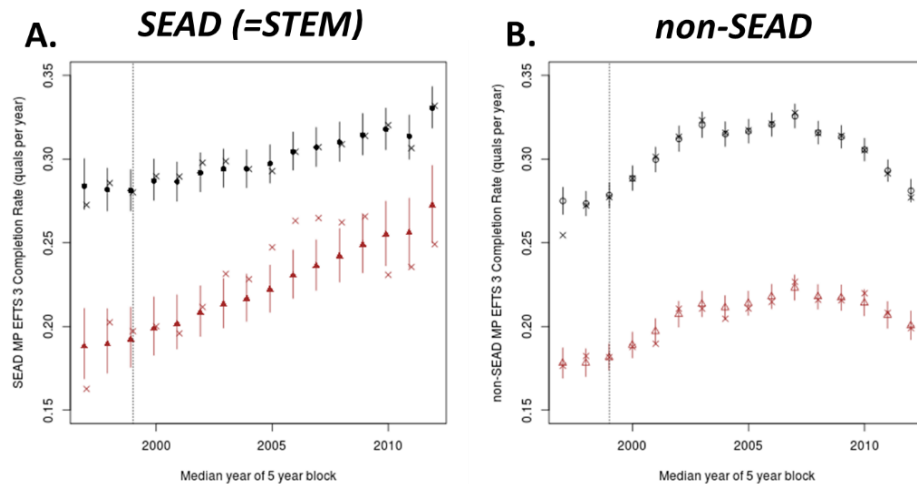 A. SEAD (=STEM)
SEAD MP EFTS 3 Completion Rate (quals per year)
0.35
0.30
0.25
0.20
0.15
2000 2005 2010
Median year of 5 year block
B. non-SEAD
non-SEAD MP EFTS 3 Completion Rate (quals per year)
0.35
0.30
0.25
0.20
0.15
2000 2005 2010
Median year of 5 year block